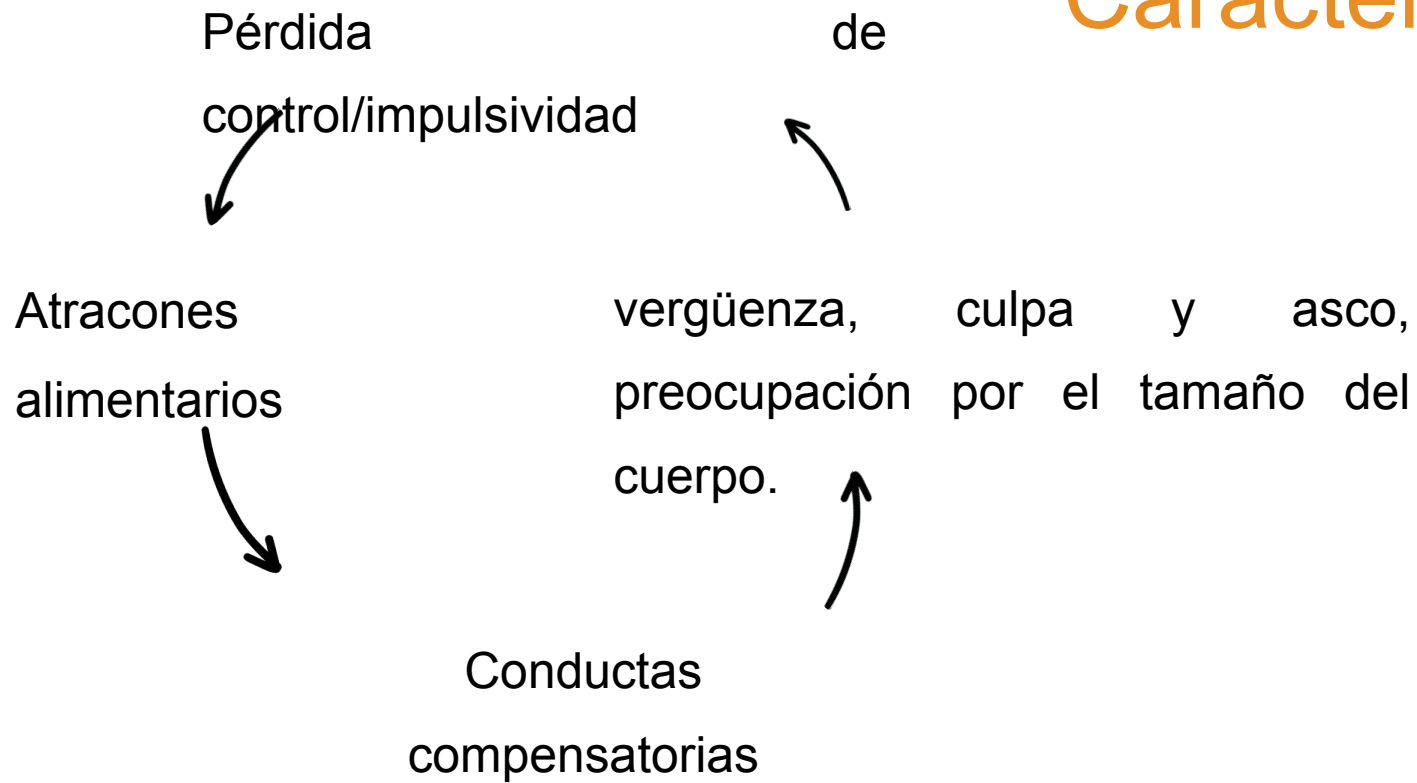 Pérdida de
control/impulsividad
Atracones
alimentarios
vergüenza, culpa y asco,
preocupación por el tamaño del
cuerpo.
Conductas
compensatorias